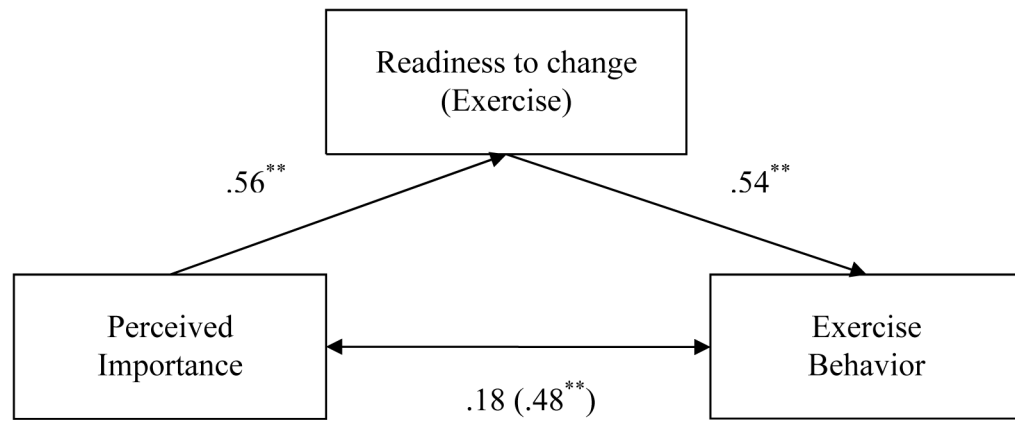 Readiness to change
(Exercise)
.56**
.54**
Perceived
Importance
Exercise
Behavior
.18 (.48**)